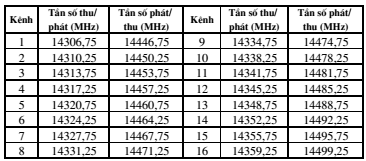 Kênh Tần số thu/ phát (MHz) Tần số phát/ thu (MHz) Kênh Tần số thu/ phát (MHz) Tần số phát/ thu (MHz)
1 14306,75 14446,75 9 14334,75 14474,75
2 14310,25 14450,25 10 14338,25 14478,25
3 14313,75 14453,75 11 14341,75 14481,75
4 14317,25 14457,25 12 14345,25 14485,25
5 14320,75 14460,75 13 14348,75 14488,75
6 14324,25 14464,25 14 14352,25 14492,25
7 14327,75 14467,75 15 14355,75 14495,75
8 14331,25 14471,25 16 14359,25 14499,25